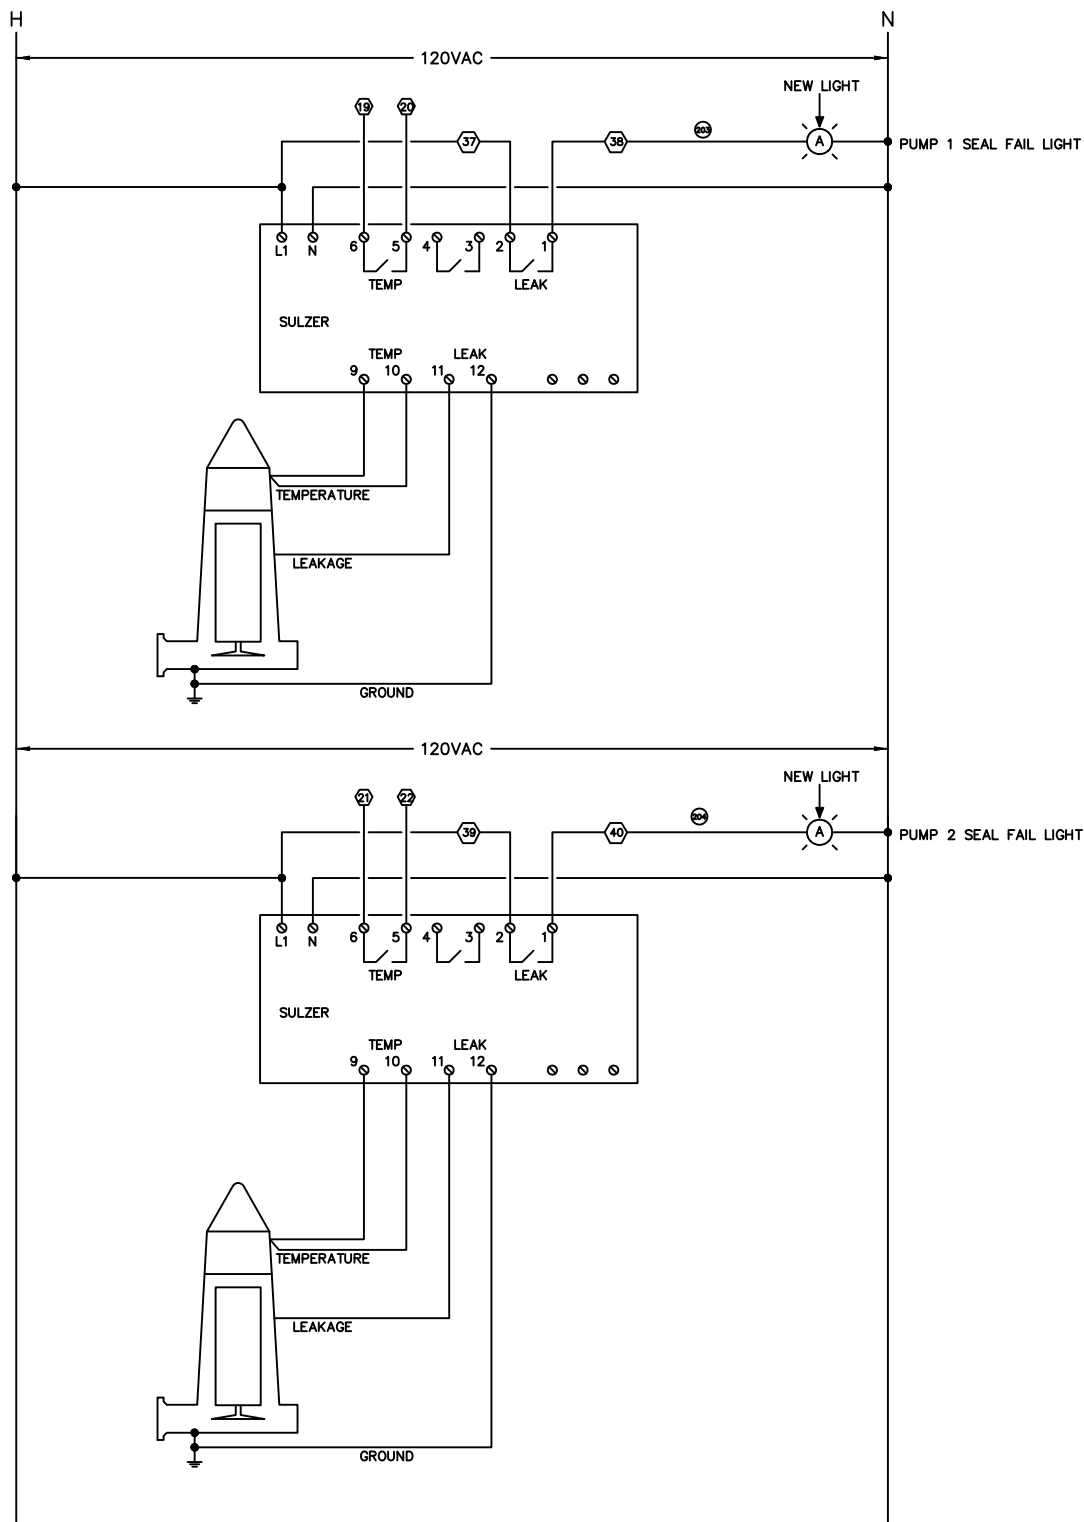 H N
120VAC
NEW LIGHT
19 20
203
37 38 A PUMP 1 SEAL FAIL LIGHT
L1 N 6 5 4 3 2 1
TEMP LEAK
SULZER
TEMP LEAK
9 10 11 12
TEMPERATURE
LEAKAGE
GROUND
120VAC
NEW LIGHT
21 22
204
39 40 A PUMP 2 SEAL FAIL LIGHT
L1 N 6 5 4 3 2 1
TEMP LEAK
SULZER
TEMP LEAK
9 10 11 12
TEMPERATURE
LEAKAGE
GROUND